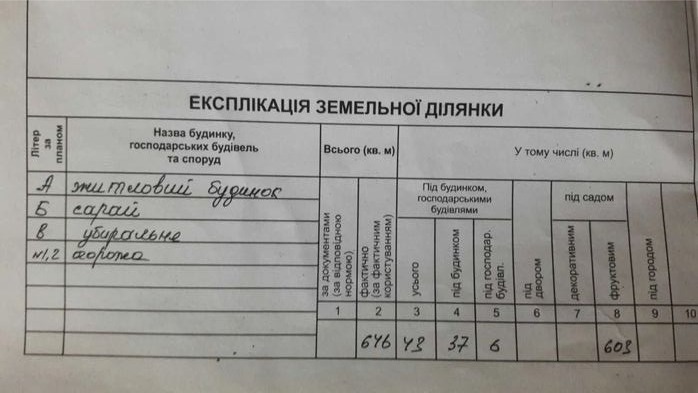 ЕКСПЛІКАЦІЯ ЗЕМЕЛЬНОЇ ДІЛЯНКИ
Літер
за
планом
Назва будинку,
господарських будівель
та споруд
Всього (кв. м)
У тому числі (кв. м)
за документами
(за відповідною
нормою)
фактично
(за фактичним
користуванням)
Під будинком,
господарськими
будівлями
усього
під будинком
під господар.
будівл.
під
двором
під садом
декоративним
фруктовим
під городом
А житловий будинок
Б сарай
В убиральне
№1,2 огорожа
1 2 3 4 5 6 7 8 9 10
646 43 37 6 603